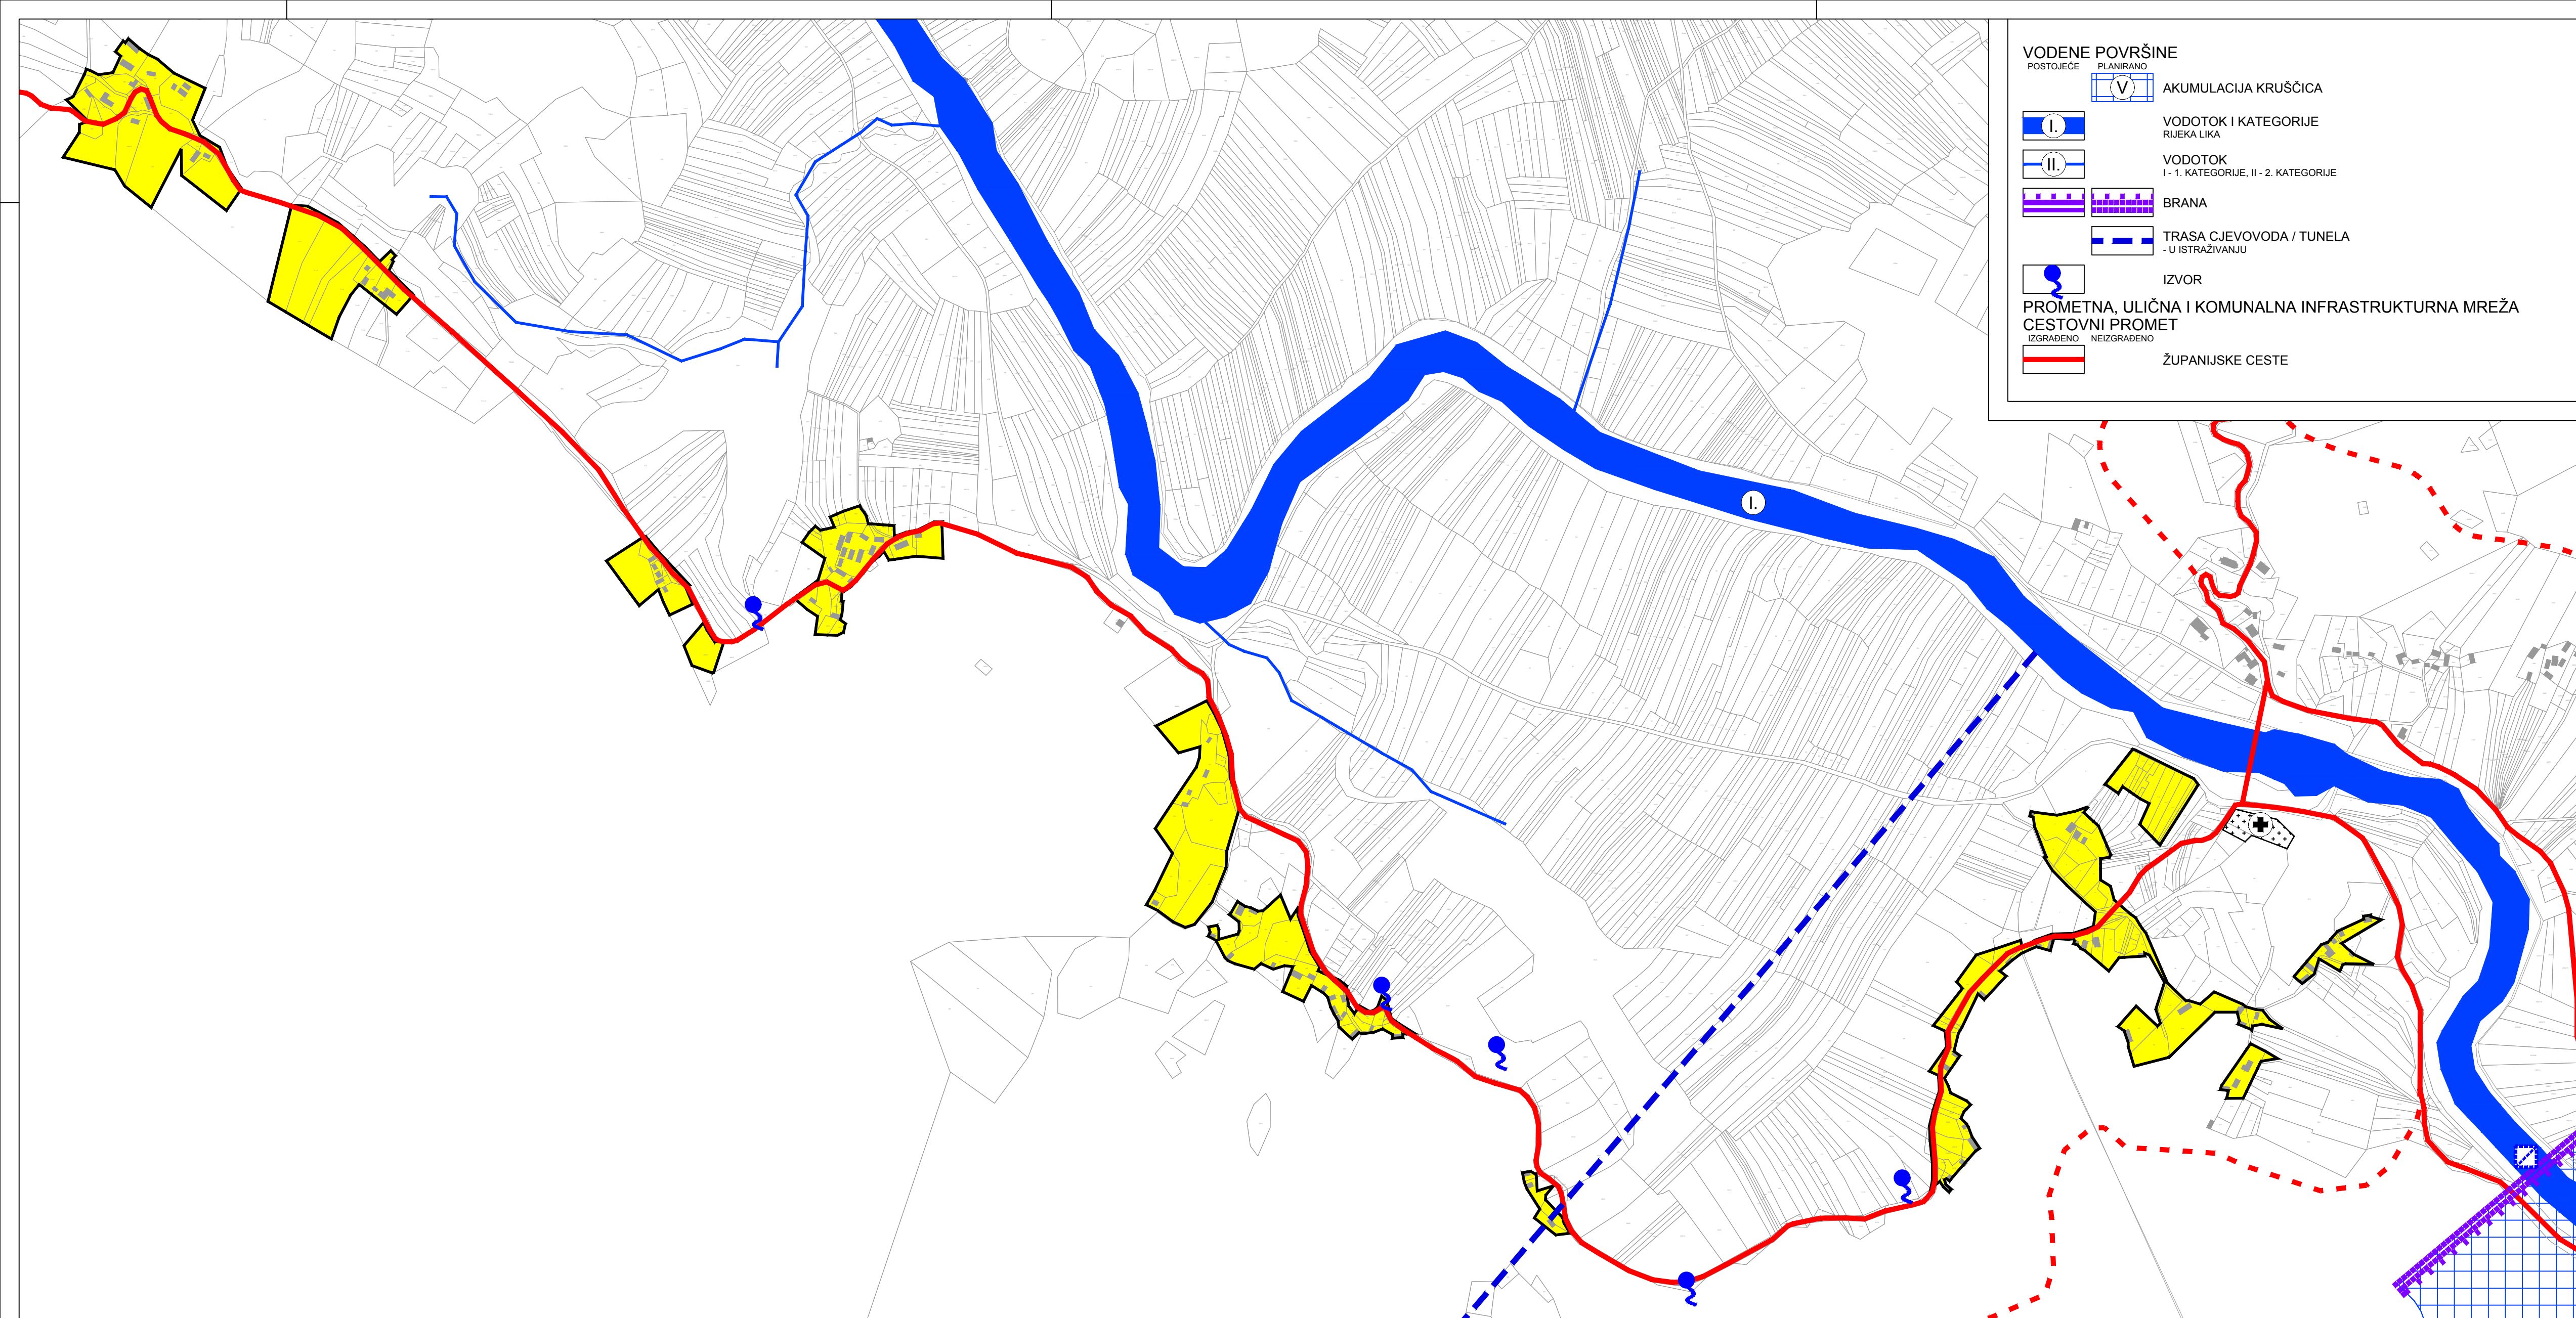 VODENE POVRŠINE
POSTOJEĆE PLANIRANO
V AKUMULACIJA KRUŠČICA
I. VODOTOK I KATEGORIJE
RIJEKA LIKA
II. VODOTOK
I - 1. KATEGORIJE, II - 2. KATEGORIJE
BRANA
TRASA CJEVOVODA / TUNELA
- U ISTRAŽIVANJU
IZVOR
PROMETNA, ULIČNA I KOMUNALNA INFRASTRUKTURNA MREŽA
CESTOVNI PROMET
IZGRAĐENO NEIZGRAĐENO
ŽUPANIJSKE CESTE
I.